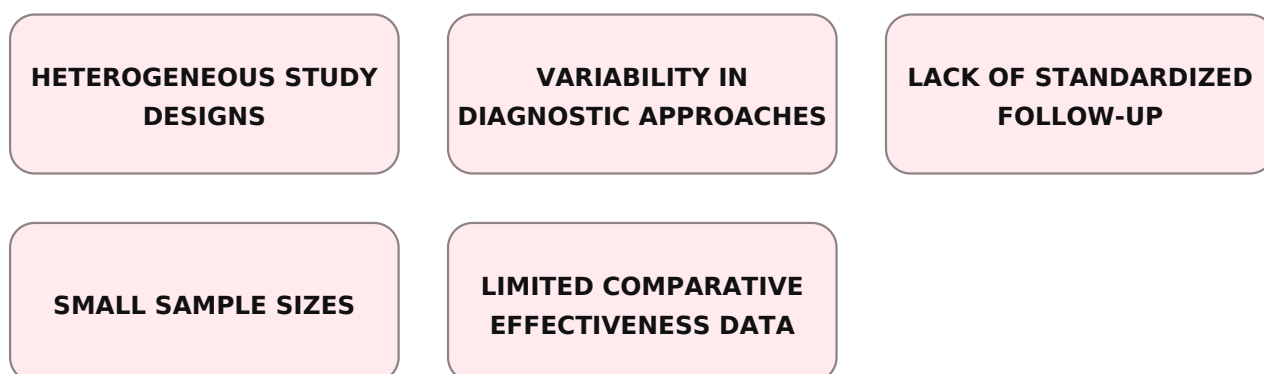 HETEROGENEOUS STUDY
DESIGNS
VARIABILITY IN
DIAGNOSTIC APPROACHES
LACK OF STANDARDIZED
FOLLOW-UP
SMALL SAMPLE SIZES
LIMITED COMPARATIVE
EFFECTIVENESS DATA